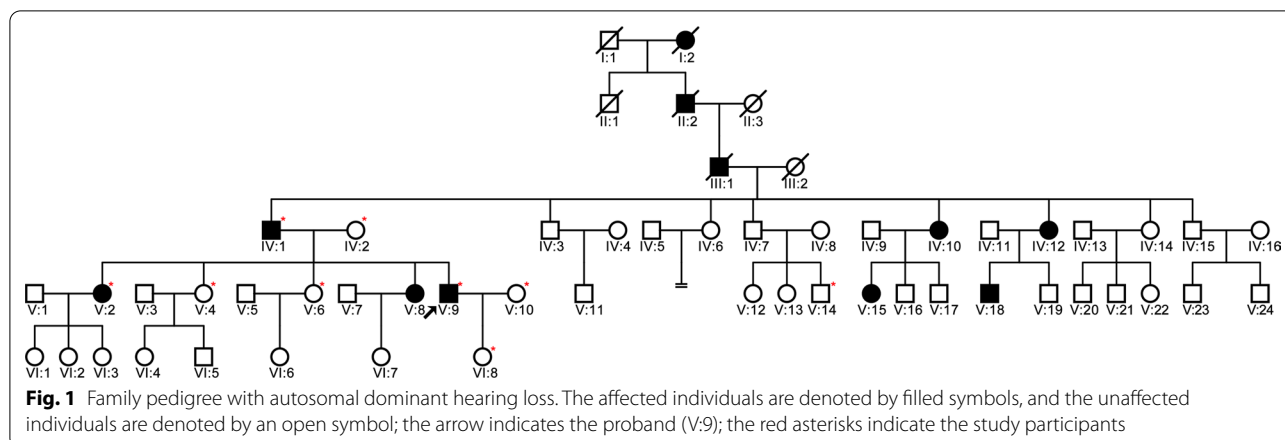 I:1 I:2
II:1 II:2 II:3
III:1 III:2
* *
IV:1 IV:2 IV:3 IV:4 IV:5 IV:6 IV:7 IV:8 IV:9 IV:10 IV:11 IV:12 IV:13 IV:14 IV:15 IV:16
* * * * * *
V:1 V:2 V:3 V:4 V:5 V:6 V:7 V:8 V:9 V:10 V:11 V:12 V:13 V:14 V:15 V:16 V:17 V:18 V:19 V:20 V:21 V:22 V:23 V:24
*
VI:1 VI:2 VI:3 VI:4 VI:5 VI:6 VI:7 VI:8
Fig. 1 Family pedigree with autosomal dominant hearing loss. The affected individuals are denoted by filled symbols, and the unaffected
individuals are denoted by an open symbol; the arrow indicates the proband (V:9); the red asterisks indicate the study participants